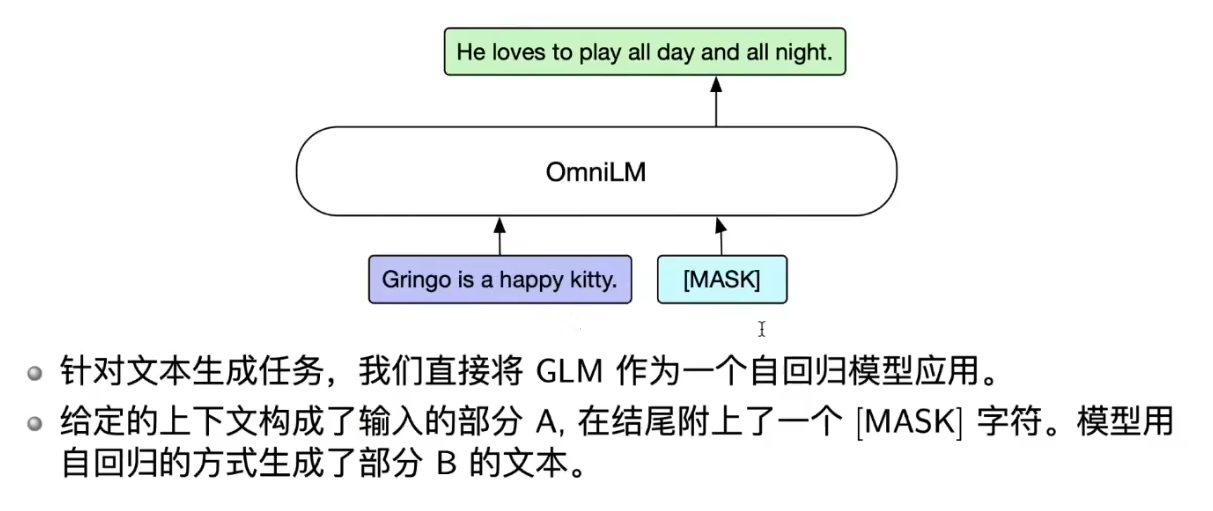 He loves to play all day and all night.
OmniLM
Gringo is a happy kitty.
[MASK]
针对文本生成任务，我们直接将 GLM 作为一个自回归模型应用。
给定的上下文构成了输入的部分 A, 在结尾附上了一个 [MASK] 字符。模型用
自回归的方式生成了部分 B 的文本。